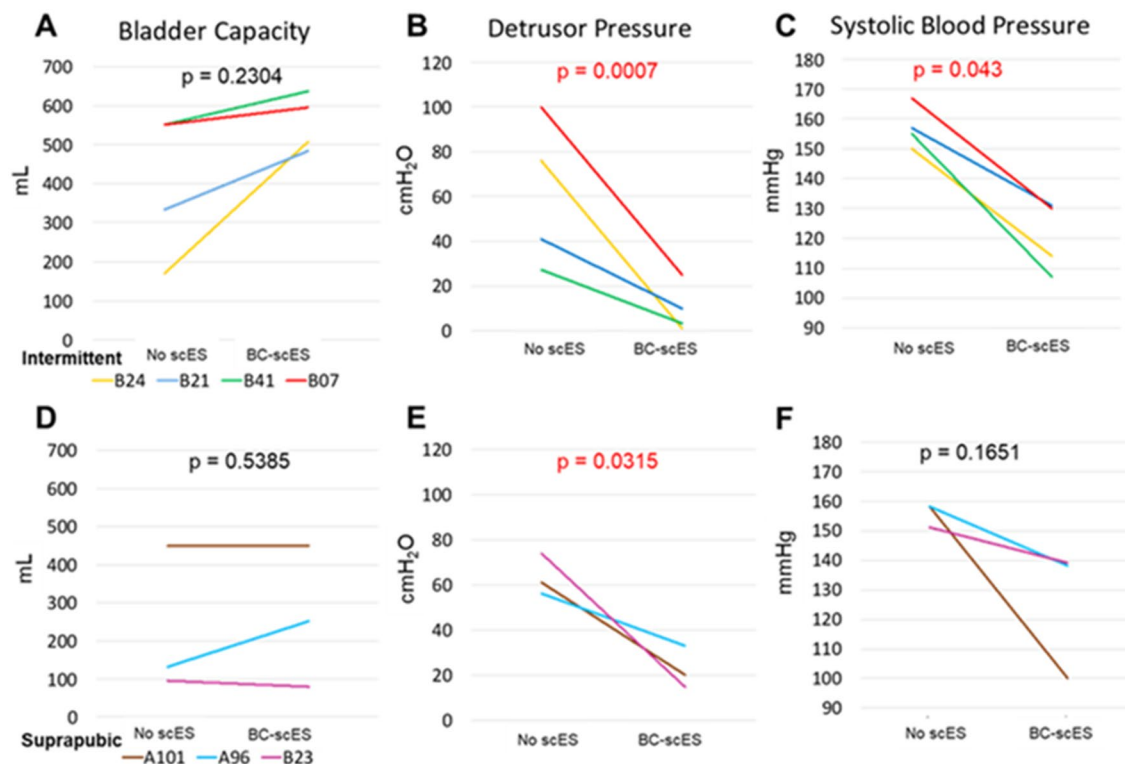 A Bladder Capacity
p = 0.2304
700
600
500
400
300
200
100
0
mL
No scES BC-scES
Intermittent
B24 B21 B41 B07
B Detrusor Pressure
p = 0.0007
120
100
80
60
40
20
0
cmH₂O
No scES BC-scES
C Systolic Blood Pressure
p = 0.043
180
170
160
150
140
130
120
110
100
90
mmHg
No scES BC-scES
D
p = 0.5385
700
600
500
400
300
200
100
0
mL
No scES BC-scES
Suprapubic
A101 A96 B23
E
p = 0.0315
120
100
80
60
40
20
0
cmH₂O
No scES BC-scES
F
p = 0.1651
180
170
160
150
140
130
120
110
100
90
mmHg
No scES BC-scES